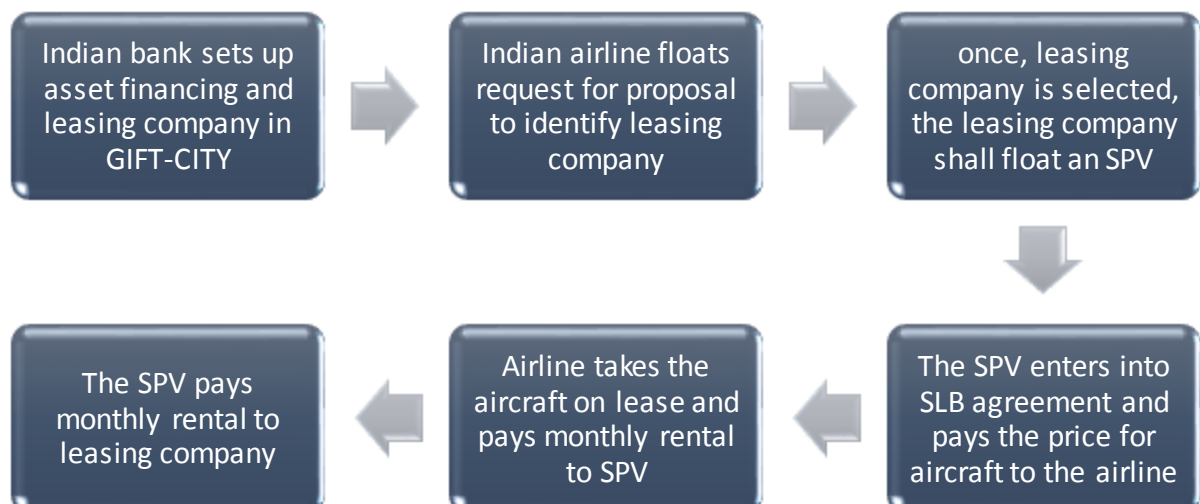 Indian bank sets up
asset financing and
leasing company in
GIFT-CITY
Indian airline floats
request for proposal
to identify leasing
company
once, leasing
company is selected,
the leasing company
shall float an SPV
The SPV enters into
SLB agreement and
pays the price for
aircraft to the airline
Airline takes the
aircraft on lease and
pays monthly rental
to SPV
The SPV pays
monthly rental to
leasing company